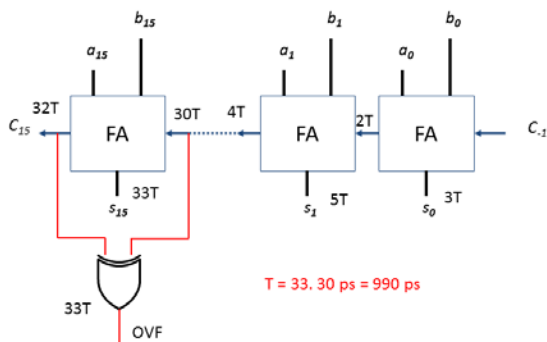 b15 b1 b0
a15 a1 a0
32T 30T 4T 2T
C15 FA FA FA C-1
33T 5T 3T
s15 s1 s0
T = 33. 30 ps = 990 ps
33T
OVF